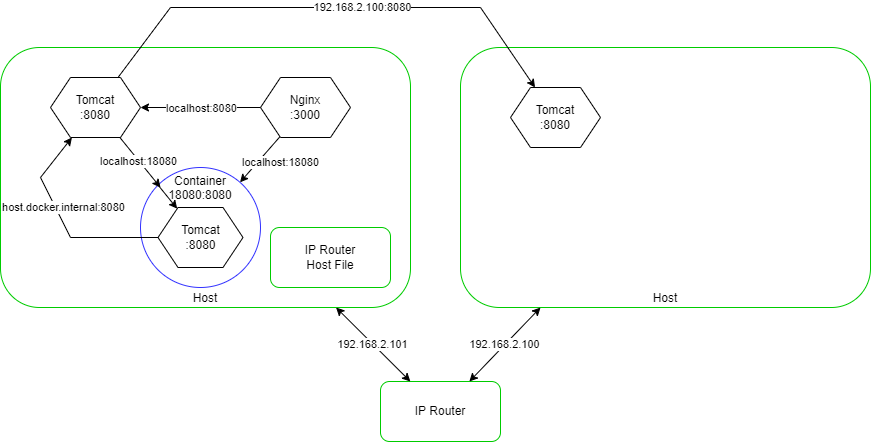 192.168.2.100:8080
Tomcat
:8080
localhost:8080
Nginx
:3000
Tomcat
:8080
localhost:18080
localhost:18080
Container
18080:8080
host.docker.internal:8080
Tomcat
:8080
IP Router
Host File
Host
Host
192.168.2.101
192.168.2.100
IP Router